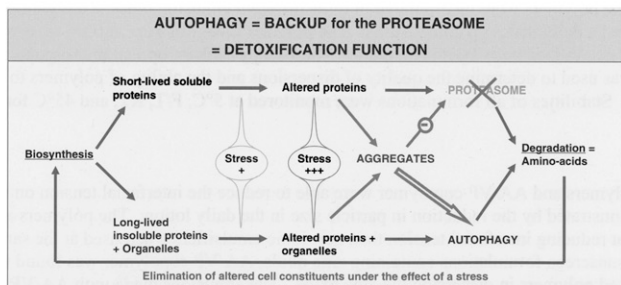 AUTOPHAGY = BACKUP for the PROTEASOME
= DETOXIFICATION FUNCTION
Short-lived soluble
proteins
Altered proteins
PROTEASOME
Biosynthesis
Stress
+
Stress
+++
AGGREGATES
Degradation =
Amino-acids
Long-lived
insoluble proteins
+ Organelles
Altered proteins +
organelles
AUTOPHAGY
Elimination of altered cell constituents under the effect of a stress